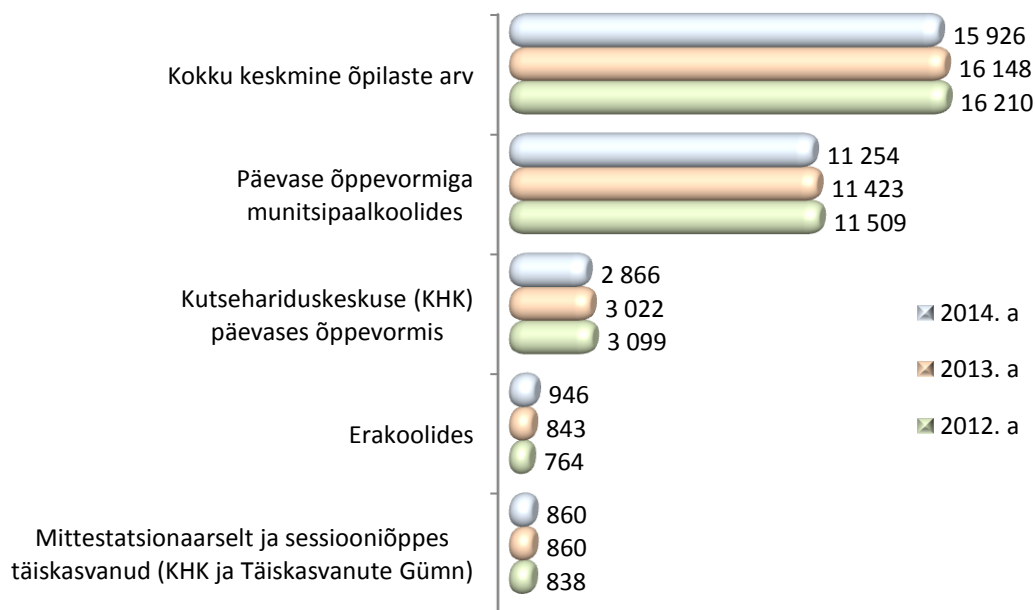 15 926
Kokku keskmine õpilaste arv
16 148
16 210
Päevase õppevormiga
munitsipaalkoolides
11 254
11 423
11 509
Kutsehariduskeskuse (KHK)
päevases õppevormis
2 866
3 022
3 099
Erakoolides
946
843
764
Mittestatsionaarselt ja sessiooniõppes
täiskasvanud (KHK ja Täiskasvanute Gümn)
860
860
838
2014. a
2013. a
2012. a